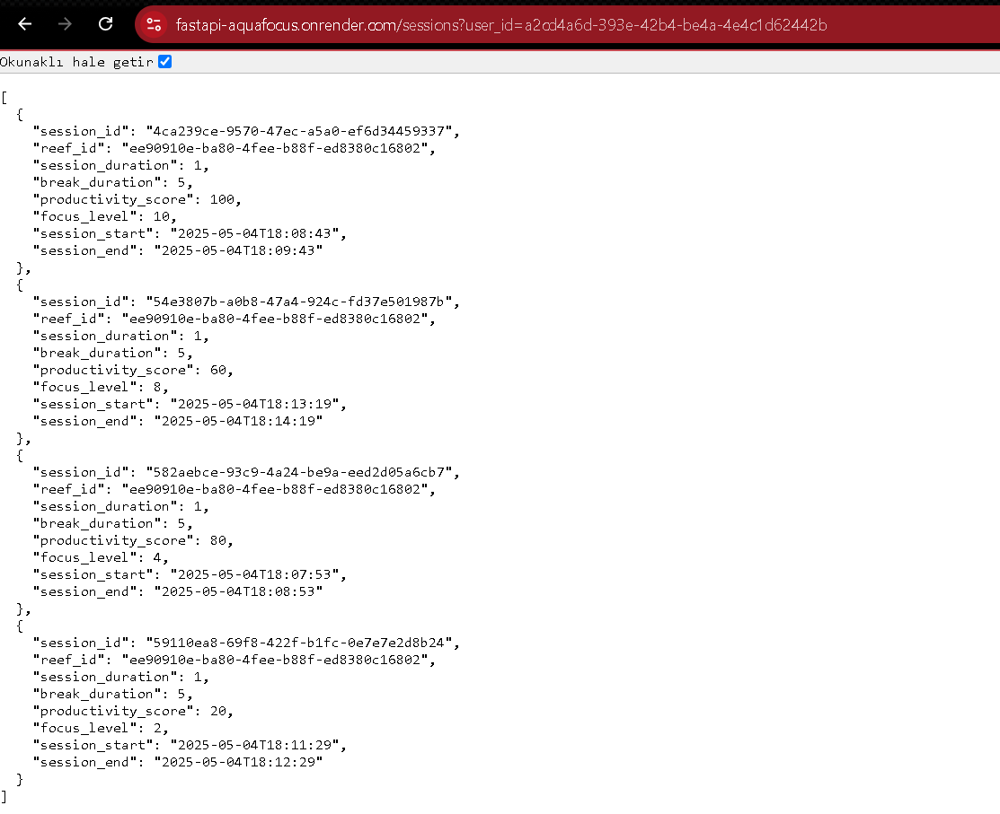 fastapi-aquafocus.onrender.com/sessions?user_id=a2cd4a6d-393e-42b4-be4a-4e4c1d62442b
Okunaklı hale getir
[
  {
    "session_id": "4ca239ce-9570-47ec-a5a0-ef6d34459337",
    "reef_id": "ee90910e-ba80-4fee-b88f-ed8380c16802",
    "session_duration": 1,
    "break_duration": 5,
    "productivity_score": 100,
    "focus_level": 10,
    "session_start": "2025-05-04T18:08:43",
    "session_end": "2025-05-04T18:09:43"
  },
  {
    "session_id": "54e3807b-a0b8-47a4-924c-fd37e501987b",
    "reef_id": "ee90910e-ba80-4fee-b88f-ed8380c16802",
    "session_duration": 1,
    "break_duration": 5,
    "productivity_score": 60,
    "focus_level": 8,
    "session_start": "2025-05-04T18:13:19",
    "session_end": "2025-05-04T18:14:19"
  },
  {
    "session_id": "582aebce-93c9-4a24-be9a-eed2d05a6cb7",
    "reef_id": "ee90910e-ba80-4fee-b88f-ed8380c16802",
    "session_duration": 1,
    "break_duration": 5,
    "productivity_score": 80,
    "focus_level": 4,
    "session_start": "2025-05-04T18:07:53",
    "session_end": "2025-05-04T18:08:53"
  },
  {
    "session_id": "59110ea8-69f8-422f-b1fc-0e7e7e2d8b24",
    "reef_id": "ee90910e-ba80-4fee-b88f-ed8380c16802",
    "session_duration": 1,
    "break_duration": 5,
    "productivity_score": 20,
    "focus_level": 2,
    "session_start": "2025-05-04T18:11:29",
    "session_end": "2025-05-04T18:12:29"
  }
]